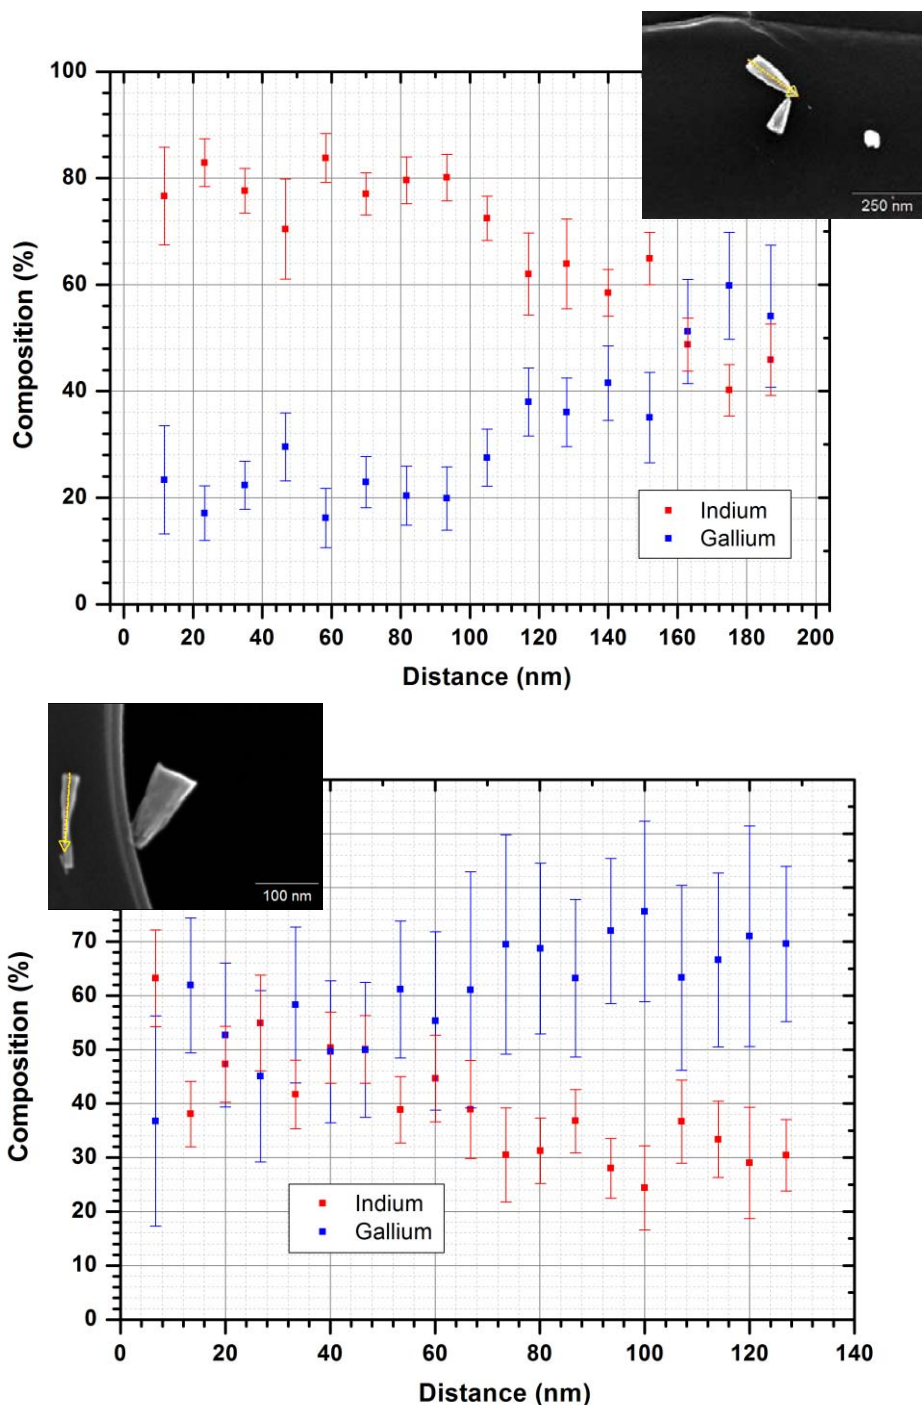 250 nm
100
80
60
40
20
0
Composition (%)
Indium
Gallium
0 20 40 60 80 100 120 140 160 180 200
Distance (nm)
100 nm
70
60
50
40
30
20
10
0
Composition (%)
Indium
Gallium
0 20 40 60 80 100 120 140
Distance (nm)